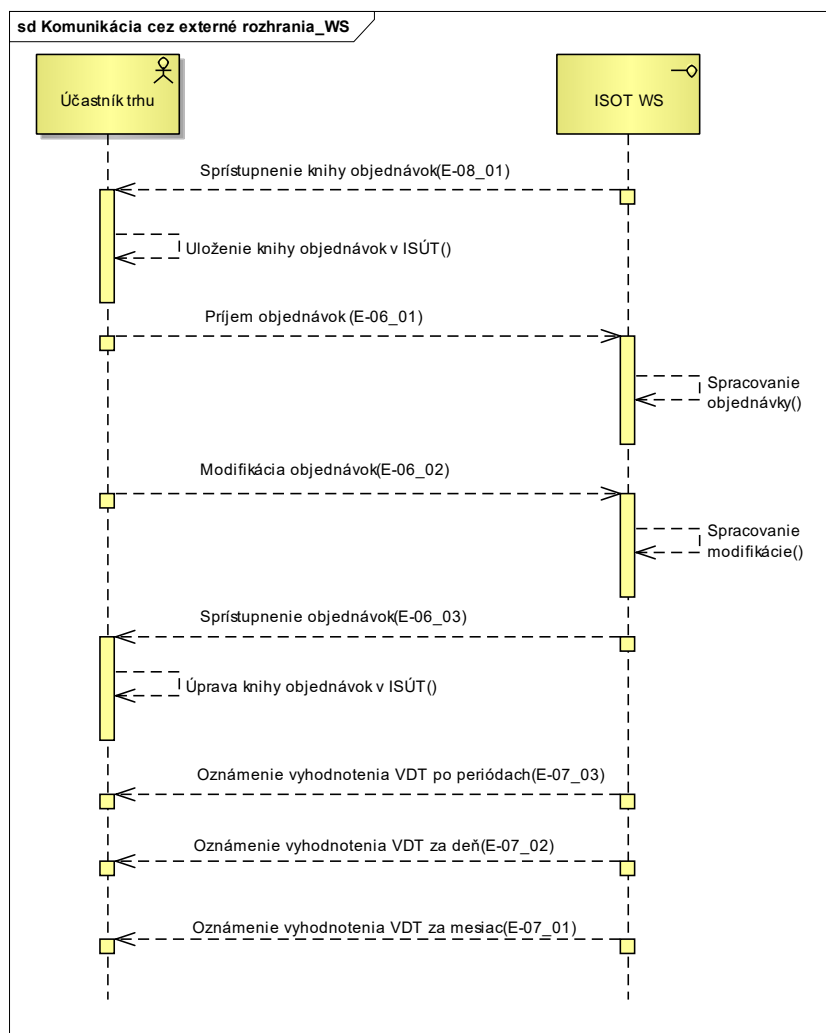 sd Komunikácia cez externé rozhrania_WS
Účastník trhu
ISOT WS
Sprístupnenie knihy objednávok(E-08_01)
Uloženie knihy objednávok v ISÚT()
Príjem objednávok (E-06_01)
Spracovanie
objednávky()
Modifikácia objednávok(E-06_02)
Spracovanie
modifikácie()
Sprístupnenie objednávok(E-06_03)
Úprava knihy objednávok v ISÚT()
Oznámenie vyhodnotenia VDT po periódach(E-07_03)
Oznámenie vyhodnotenia VDT za deň(E-07_02)
Oznámenie vyhodnotenia VDT za mesiac(E-07_01)